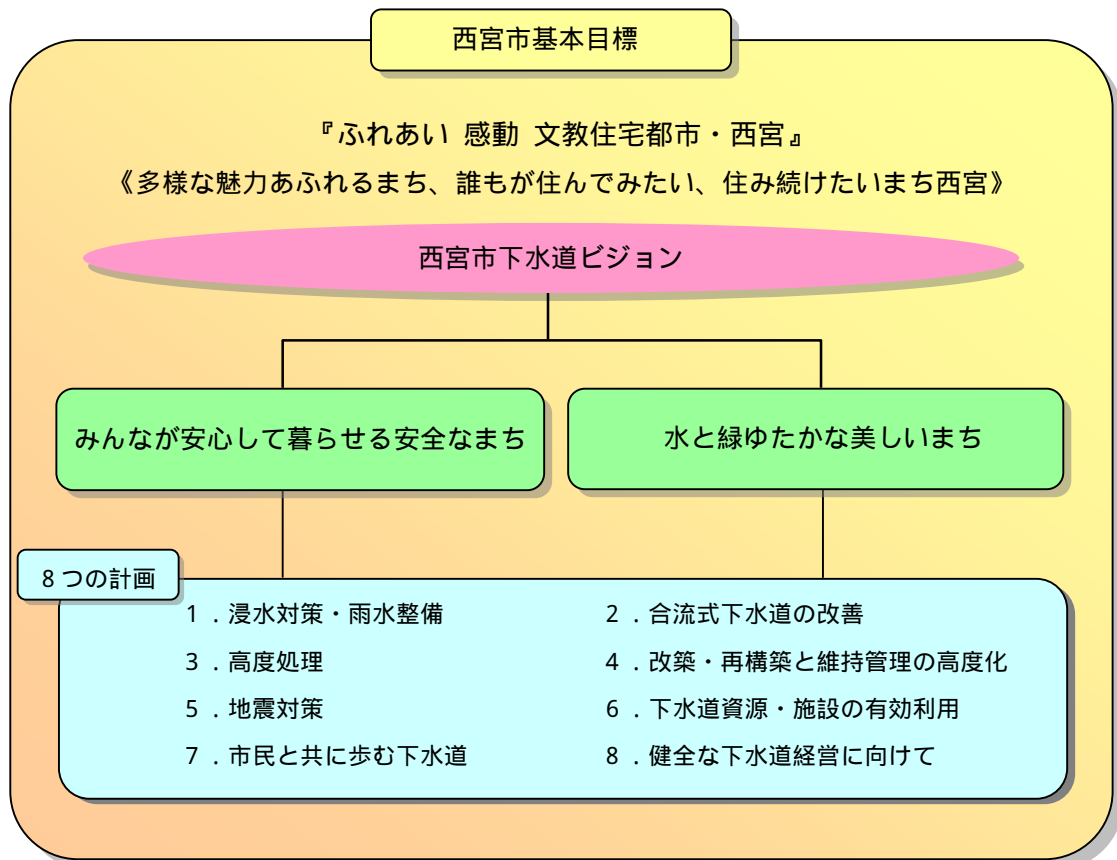 西宮市基本目標
『ふれあい 感動 文教住宅都市・西宮』
《多様な魅力あふれるまち、誰もが住んでみたい、住み続けたいまち西宮》
西宮市下水道ビジョン
みんなが安心して暮らせる安全なまち
水と緑ゆたかな美しいまち
8つの計画
1．浸水対策・雨水整備
2．合流式下水道の改善
3．高度処理
4．改築・再構築と維持管理の高度化
5．地震対策
6．下水道資源・施設の有効利用
7．市民と共に歩む下水道
8．健全な下水道経営に向けて